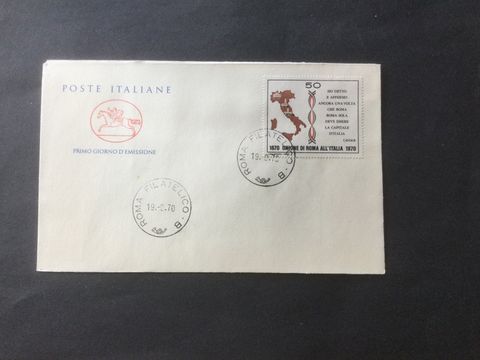 POSTE ITALIANE
PRIMO GIORNO D'EMISSIONE
50
HO DETTO
E AFFERMO
ANCORA UNA VOLTA
CHE ROMA
ROMA SOLA
DEVE ESSERE
LA CAPITALE
D'ITALIA
CAVOUR
1870 UNIONE DI ROMA ALL'ITALIA 1970
ROMA FILATELICO - B
ROMA FILATELICO - B